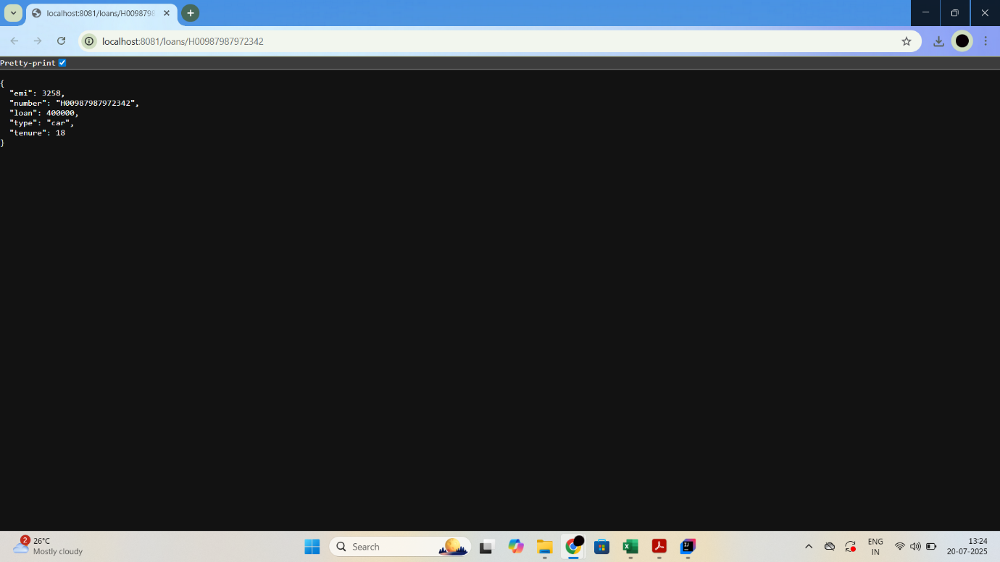 localhost:8081/loans/H0098798
localhost:8081/loans/H00987987972342
Pretty-print
{
"emi": 3258,
"number": "H00987987972342",
"loan": 400000,
"type": "car",
"tenure": 18
}
2
26°C
Mostly cloudy
Search
IJ
ENG
IN
13:24
20-07-2025